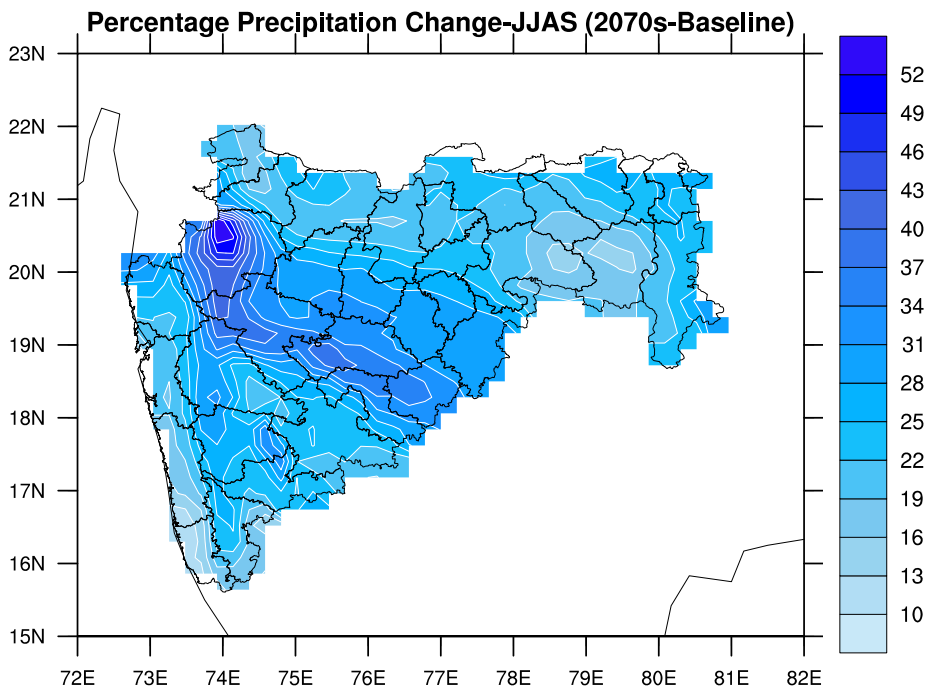 Percentage Precipitation Change-JJAS (2070s-Baseline)
23N
22N
21N
20N
19N
18N
17N
16N
15N
72E 73E 74E 75E 76E 77E 78E 79E 80E 81E 82E
52
49
46
43
40
37
34
31
28
25
22
19
16
13
10